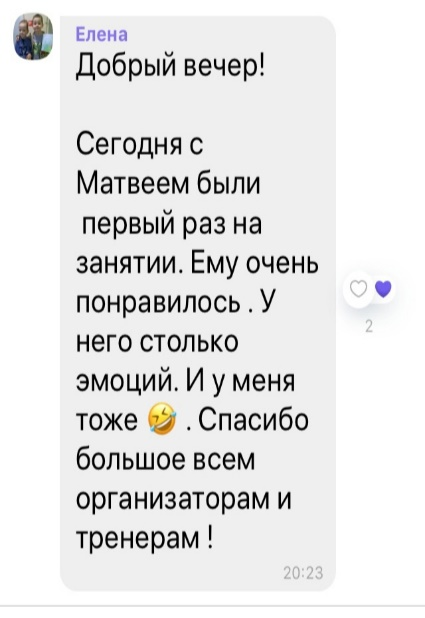 Елена
Добрый вечер!
Сегодня с
Матвеем были
первый раз на
занятии. Ему очень
понравилось . У
него столько
эмоций. И у меня
тоже 🤣 . Спасибо
большое всем
организаторам и
тренерам !
20:23
2